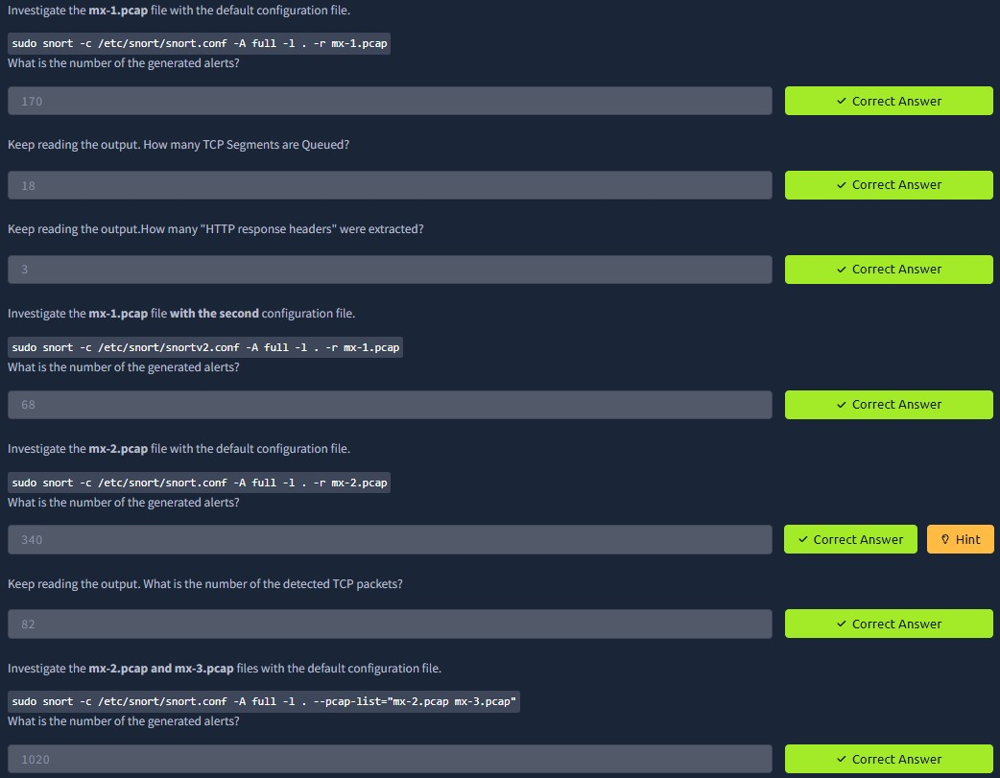 Investigate the mx-1.pcap file with the default configuration file.
sudo snort -c /etc/snort/snort.conf -A full -l . -r mx-1.pcap
What is the number of the generated alerts?
170
✓ Correct Answer
Keep reading the output. How many TCP Segments are Queued?
18
✓ Correct Answer
Keep reading the output.How many "HTTP response headers" were extracted?
3
✓ Correct Answer
Investigate the mx-1.pcap file with the second configuration file.
sudo snort -c /etc/snort/snortv2.conf -A full -l . -r mx-1.pcap
What is the number of the generated alerts?
68
✓ Correct Answer
Investigate the mx-2.pcap file with the default configuration file.
sudo snort -c /etc/snort/snort.conf -A full -l . -r mx-2.pcap
What is the number of the generated alerts?
340
✓ Correct Answer
Hint
Keep reading the output. What is the number of the detected TCP packets?
82
✓ Correct Answer
Investigate the mx-2.pcap and mx-3.pcap files with the default configuration file.
sudo snort -c /etc/snort/snort.conf -A full -l . --pcap-list="mx-2.pcap mx-3.pcap"
What is the number of the generated alerts?
1020
✓ Correct Answer